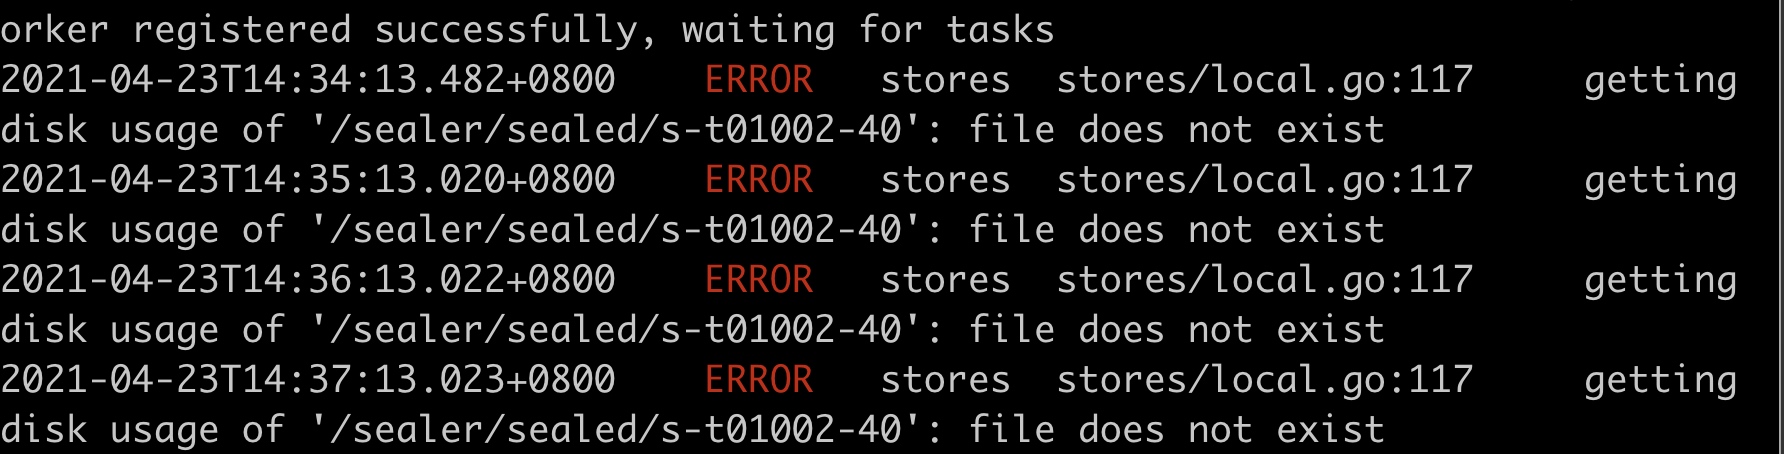 orker registered successfully, waiting for tasks
2021-04-23T14:34:13.482+0800 ERROR stores stores/local.go:117 getting
disk usage of '/sealer/sealed/s-t01002-40': file does not exist
2021-04-23T14:35:13.020+0800 ERROR stores stores/local.go:117 getting
disk usage of '/sealer/sealed/s-t01002-40': file does not exist
2021-04-23T14:36:13.022+0800 ERROR stores stores/local.go:117 getting
disk usage of '/sealer/sealed/s-t01002-40': file does not exist
2021-04-23T14:37:13.023+0800 ERROR stores stores/local.go:117 getting
disk usage of '/sealer/sealed/s-t01002-40': file does not exist